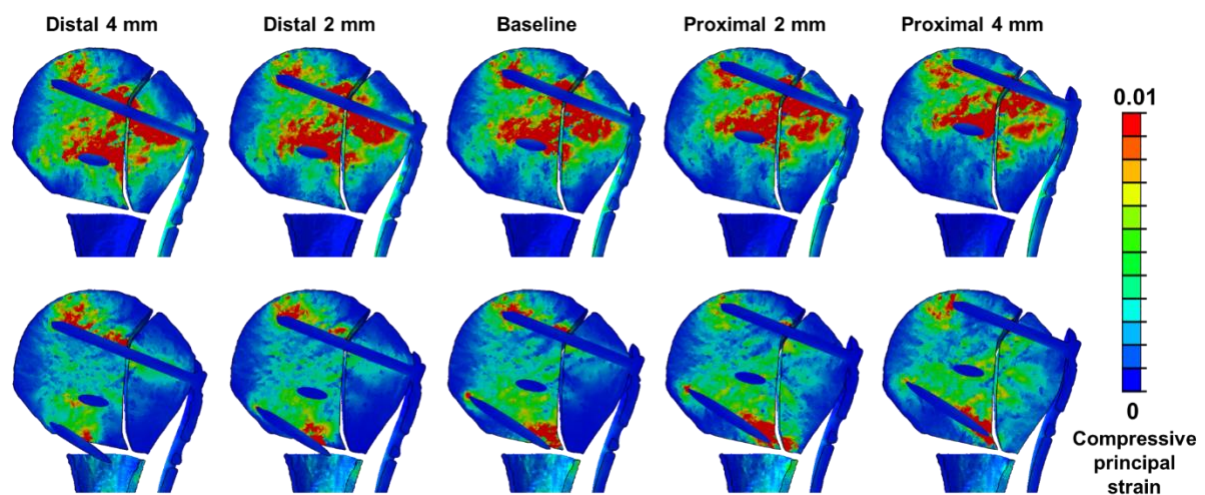 Distal 4 mm
Distal 2 mm
Baseline
Proximal 2 mm
Proximal 4 mm
0.01
0
Compressive
principal
strain